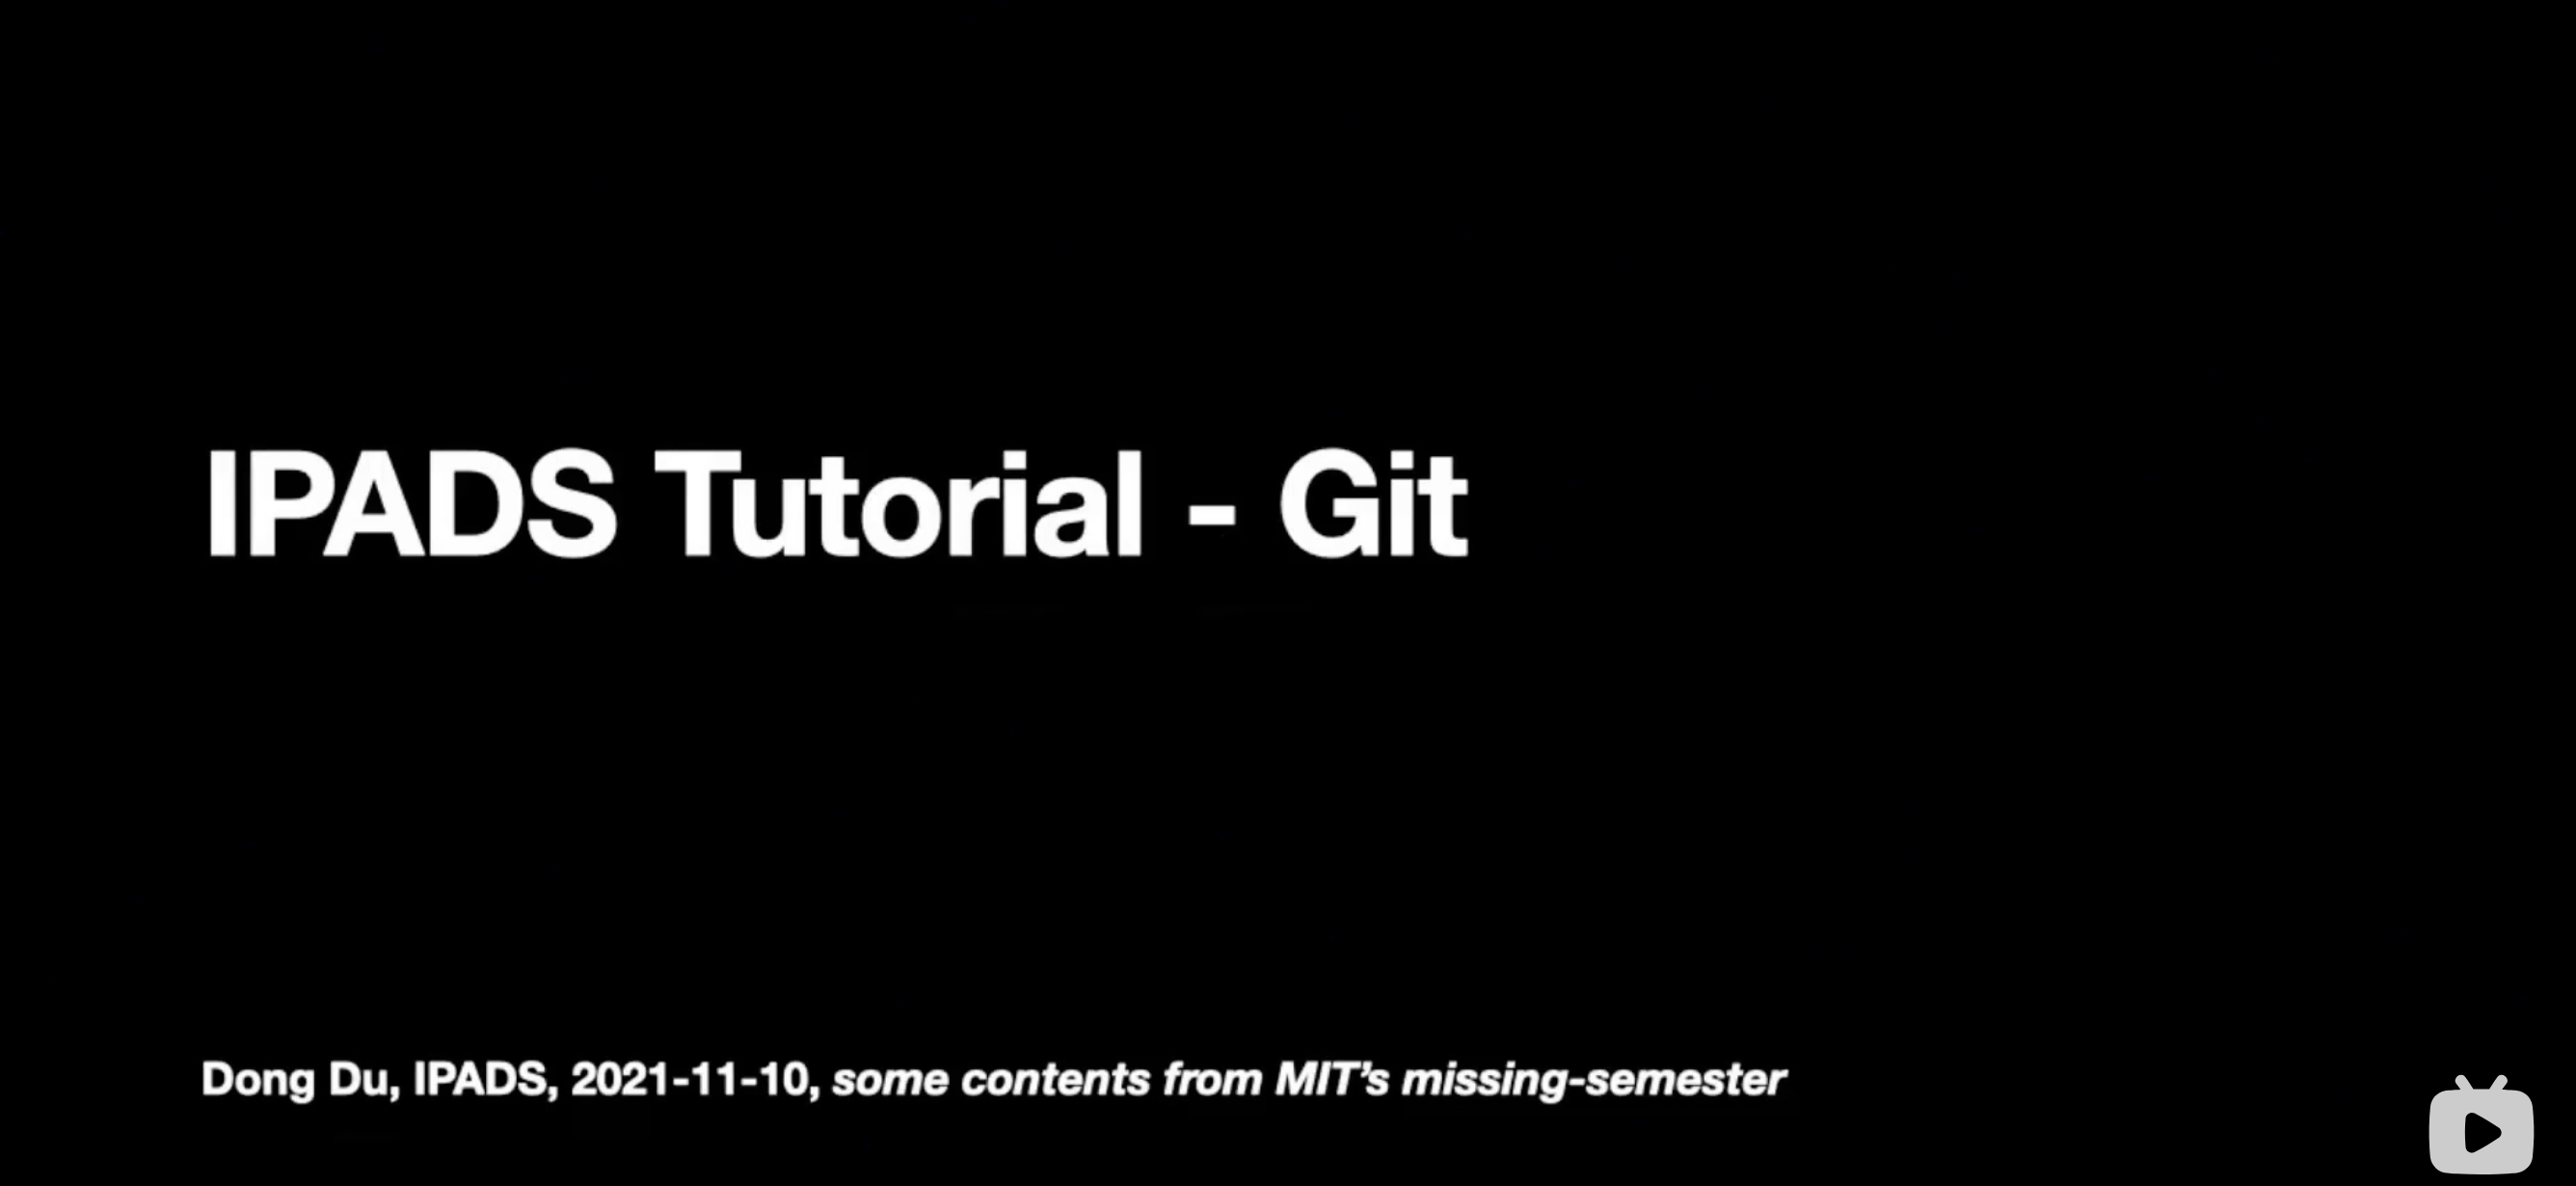 IPADS Tutorial - Git
Dong Du, IPADS, 2021-11-10, some contents from MIT’s missing-semester